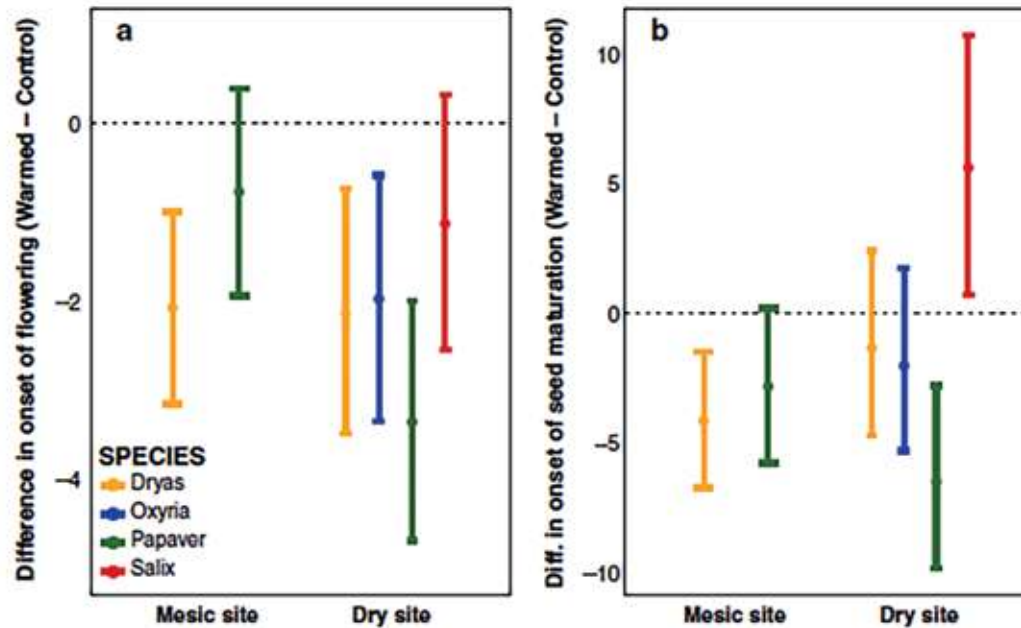 a
Difference in onset of flowering (Warmed – Control)
0
–2
–4
SPECIES
Dryas
Oxyria
Papaver
Salix
Mesic site Dry site
b
Diff. in onset of seed maturation (Warmed – Control)
10
5
0
–5
–10
Mesic site Dry site